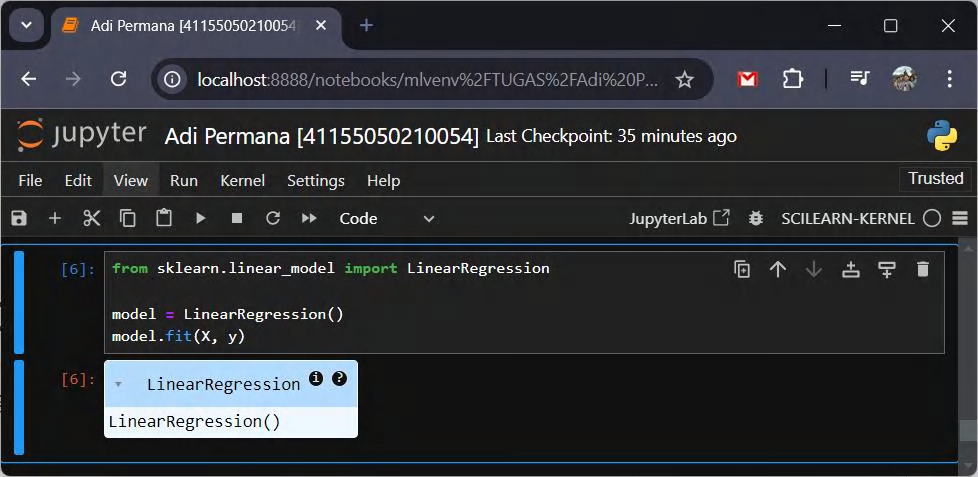 Adi Permana [41155050210054]
localhost:8888/notebooks/mlvenv%2FTUGAS%2FAdi%20P...
jupyter Adi Permana [41155050210054] Last Checkpoint: 35 minutes ago
File Edit View Run Kernel Settings Help Trusted
Code JupyterLab SCILEARN-KERNEL
[6]: from sklearn.linear_model import LinearRegression
model = LinearRegression()
model.fit(X, y)
[6]: LinearRegression i ?
LinearRegression()